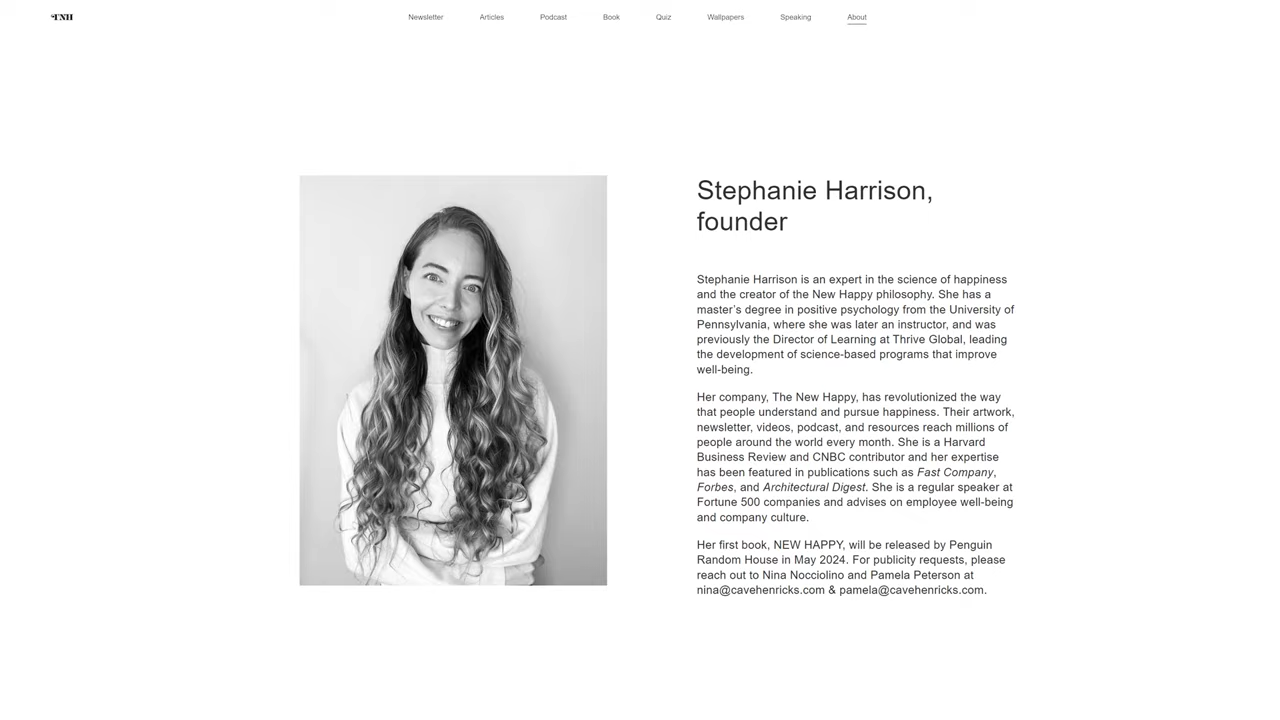 TNH
Newsletter
Articles
Podcast
Book
Quiz
Wallpapers
Speaking
About
Stephanie Harrison,
founder
Stephanie Harrison is an expert in the science of happiness
and the creator of the New Happy philosophy. She has a
master’s degree in positive psychology from the University of
Pennsylvania, where she was later an instructor, and was
previously the Director of Learning at Thrive Global, leading
the development of science-based programs that improve
well-being.
Her company, The New Happy, has revolutionized the way
that people understand and pursue happiness. Their artwork,
newsletter, videos, podcast, and resources reach millions of
people around the world every month. She is a Harvard
Business Review and CNBC contributor and her expertise
has been featured in publications such as Fast Company,
Forbes, and Architectural Digest. She is a regular speaker at
Fortune 500 companies and advises on employee well-being
and company culture.
Her first book, NEW HAPPY, will be released by Penguin
Random House in May 2024. For publicity requests, please
reach out to Nina Nocciolino and Pamela Peterson at
nina@cavehenricks.com & pamela@cavehenricks.com.